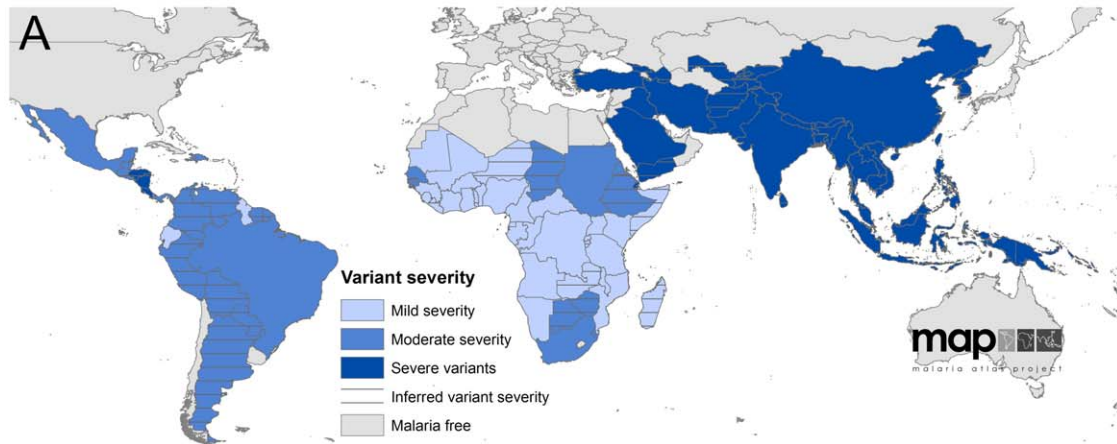 A
Variant severity
Mild severity
Moderate severity
Severe variants
Inferred variant severity
Malaria free
map
malaria atlas project